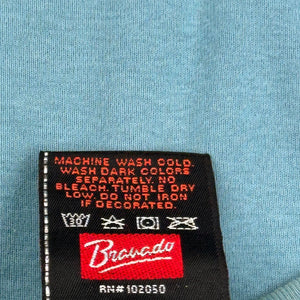 MACHINE WASH COLD.
WASH DARK COLORS
SEPARATELY. NO
BLEACH. TUMBLE DRY
LOW. DO NOT IRON
IF DECORATED.
30
Bravado
RN# 102050